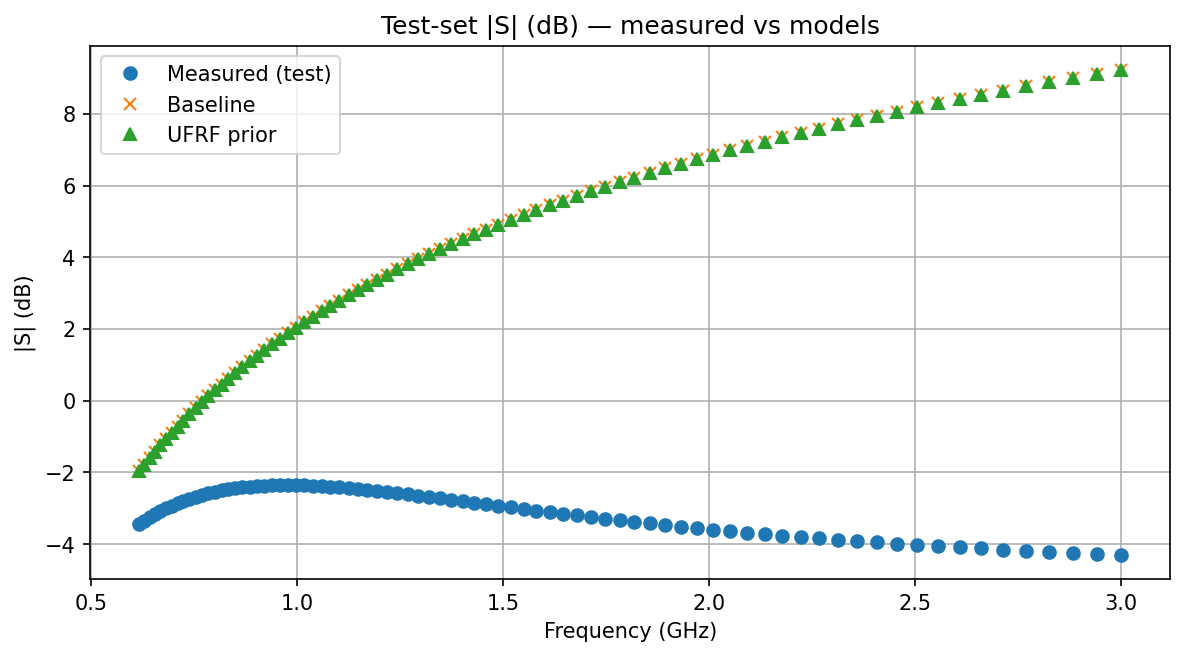 Test-set |S| (dB) — measured vs models
Measured (test)
Baseline
UFRF prior
|S| (dB)
8
6
4
2
0
−2
−4
0.5
1.0
1.5
2.0
2.5
3.0
Frequency (GHz)